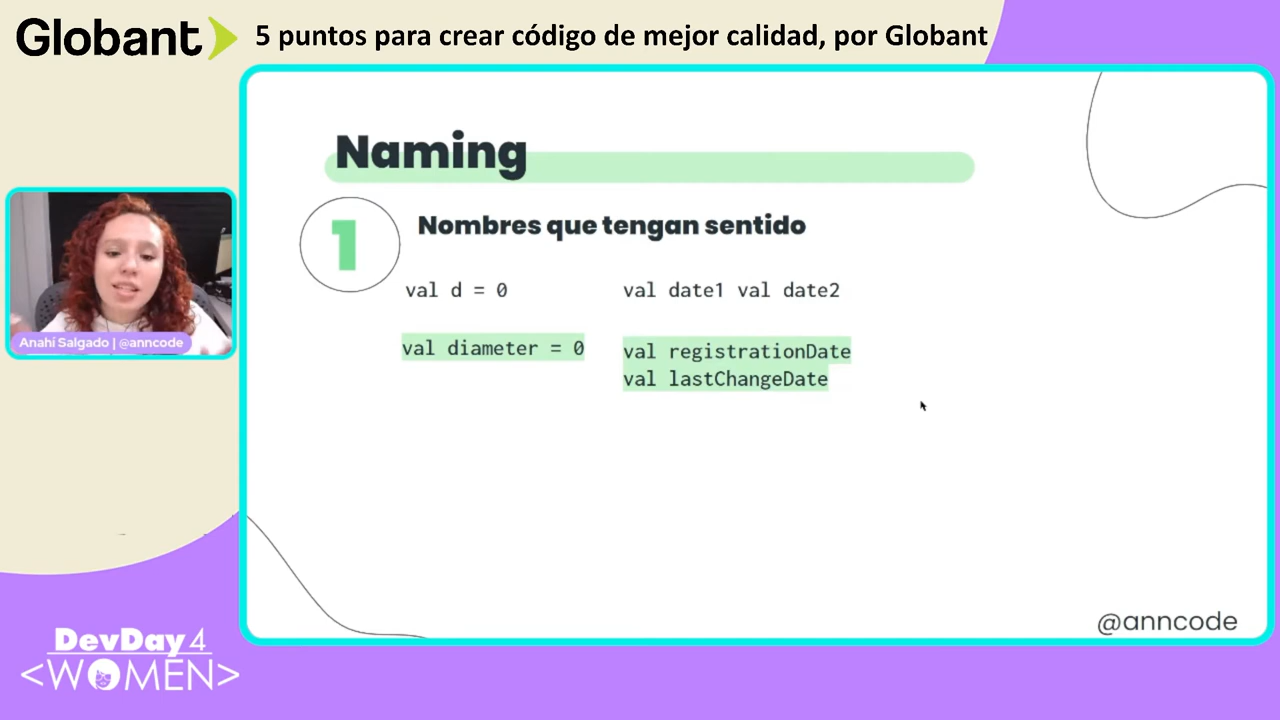 Globant
5 puntos para crear código de mejor calidad, por Globant
Naming
1
Nombres que tengan sentido
val d = 0
val date1 val date2
val diameter = 0
val registrationDate
val lastChangeDate
Anahí Salgado | @anncode
@anncode
DevDay4
<WOMEN>